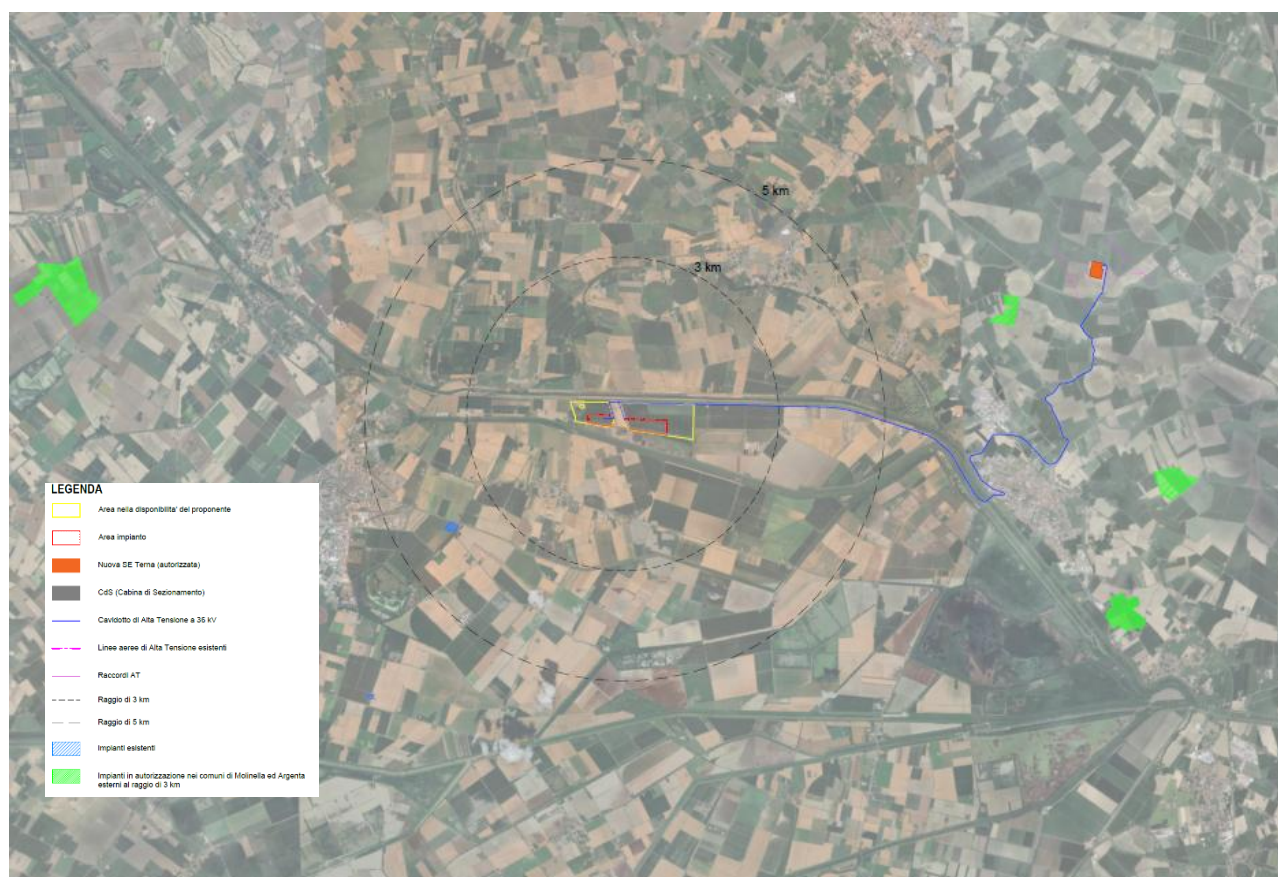 5 km
3 km
LEGENDA
Area nella disponibilita' del proponente
Area impianto
Nuova SE Terna (autorizzata)
CdS (Cabina di Sezionamento)
Cavidotto di Alta Tensione a 36 kV
Linee aeree di Alta Tensione esistenti
Raccordi AT
Raggio di 3 km
Raggio di 5 km
Impianti esistenti
Impianti in autorizzazione nei comuni di Molinella ed Argenta
esterni al raggio di 3 km